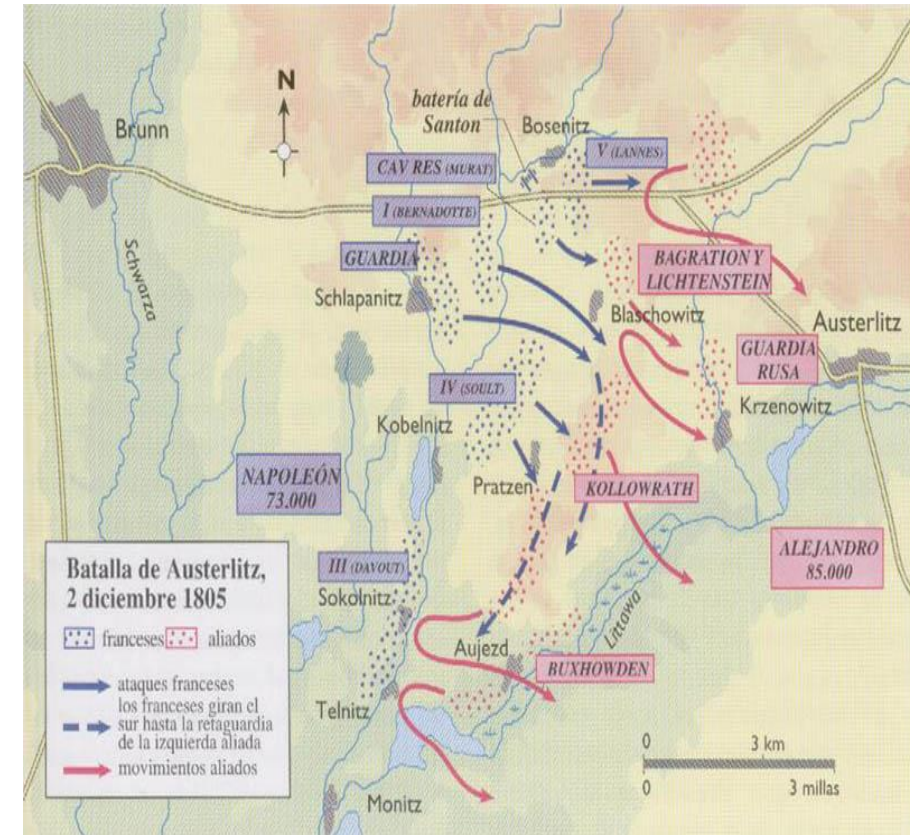 N
batería de
Santon
Brunn
Bosenitz
CAV RES (MURAT)
V (LANNES)
I (BERNADOTTE)
GUARDIA
BAGRATION Y
LICHTENSTEIN
Schlapanitz
Schwarza
Blaschowitz
Austerlitz
GUARDIA
RUSA
IV (SOULT)
Krzenowitz
Kobelnitz
NAPOLEÓN
73.000
Pratzen
KOLLOWRATH
ALEJANDRO
85.000
III (DAVOUT)
Sokolnitz
Littawa
Aujezd
BUXHOWDEN
Telnitz
Monitz
Batalla de Austerlitz,
2 diciembre 1805
franceses
aliados
ataques franceses
los franceses giran el
sur hasta la retaguardia
de la izquierda aliada
movimientos aliados
0 3 km
0 3 millas